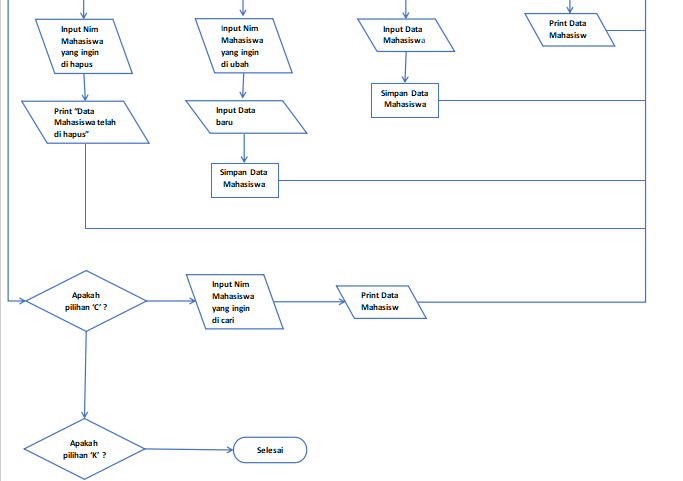 Input Nim
Mahasiswa
yang ingin
di hapus
Input Nim
Mahasiswa
yang ingin
di ubah
Input Data
Mahasiswa
Print Data
Mahasisw
Simpan Data
Mahasiswa
Print "Data
Mahasiswa telah
di hapus"
Input Data
baru
Simpan Data
Mahasiswa
Apakah
pilihan 'C' ?
Input Nim
Mahasiswa
yang ingin
di cari
Print Data
Mahasisw
Apakah
pilihan 'K' ?
Selesai